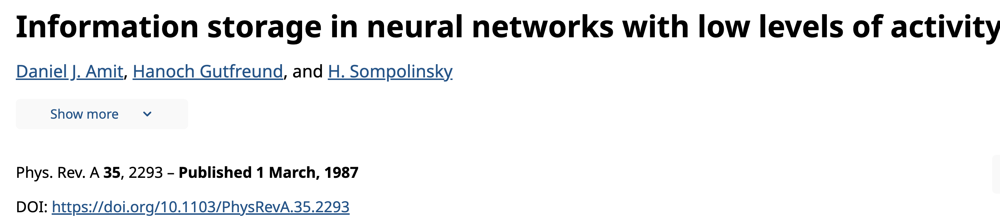 Information storage in neural networks with low levels of activity
Daniel J. Amit, Hanoch Gutfreund, and H. Sompolinsky
Show more
Phys. Rev. A 35, 2293 – Published 1 March, 1987
DOI: https://doi.org/10.1103/PhysRevA.35.2293